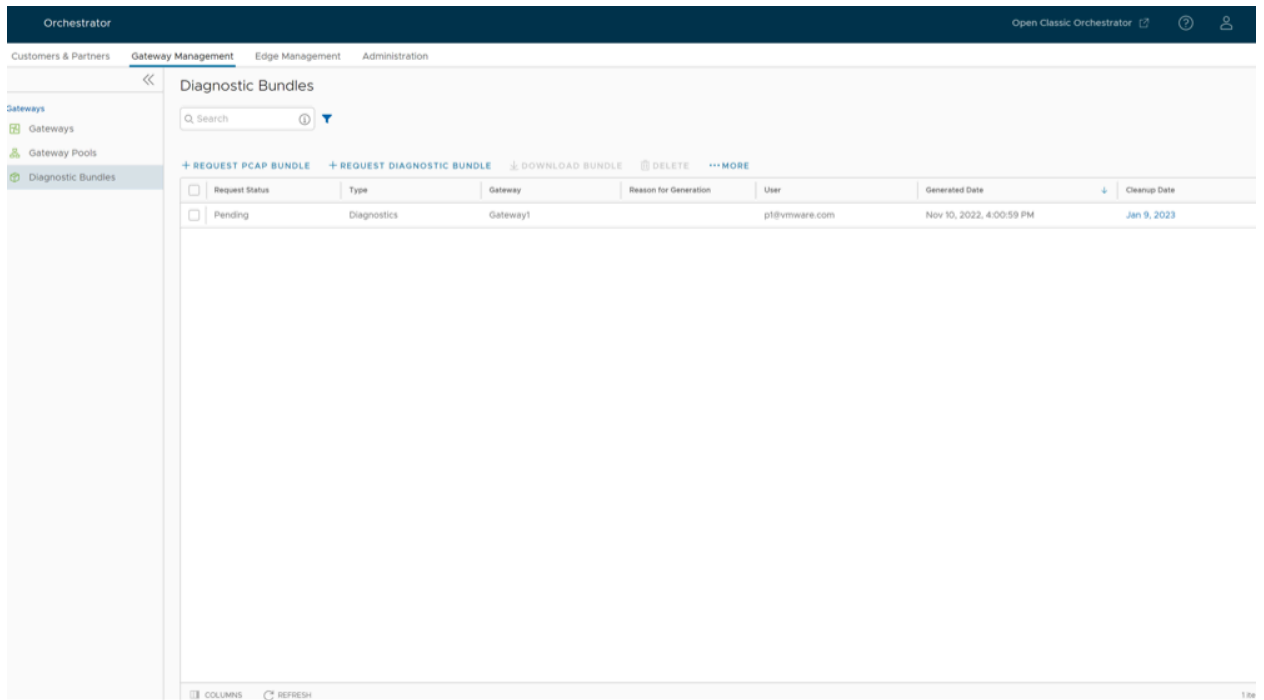 Orchestrator
Open Classic Orchestrator
Customers & Partners Gateway Management Edge Management Administration
Diagnostic Bundles
Gateways
Gateways
Gateway Pools
Diagnostic Bundles
Search
+ REQUEST PCAP BUNDLE + REQUEST DIAGNOSTIC BUNDLE DOWNLOAD BUNDLE DELETE ••• MORE
Request Status Type Gateway Reason for Generation User Generated Date Cleanup Date
Pending Diagnostics Gateway1 p1@vmware.com Nov 10, 2022, 4:00:59 PM Jan 9, 2023
COLUMNS REFRESH
1 ite